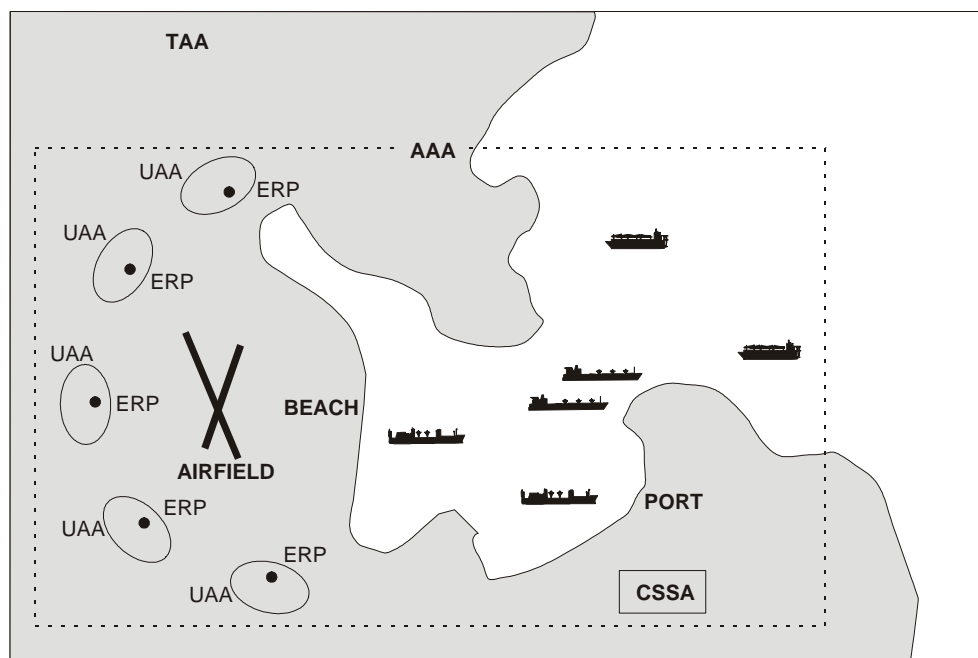 TAA
AAA
UAA
ERP
UAA
ERP
UAA
ERP
BEACH
AIRFIELD
ERP
UAA
PORT
ERP
UAA
CSSA